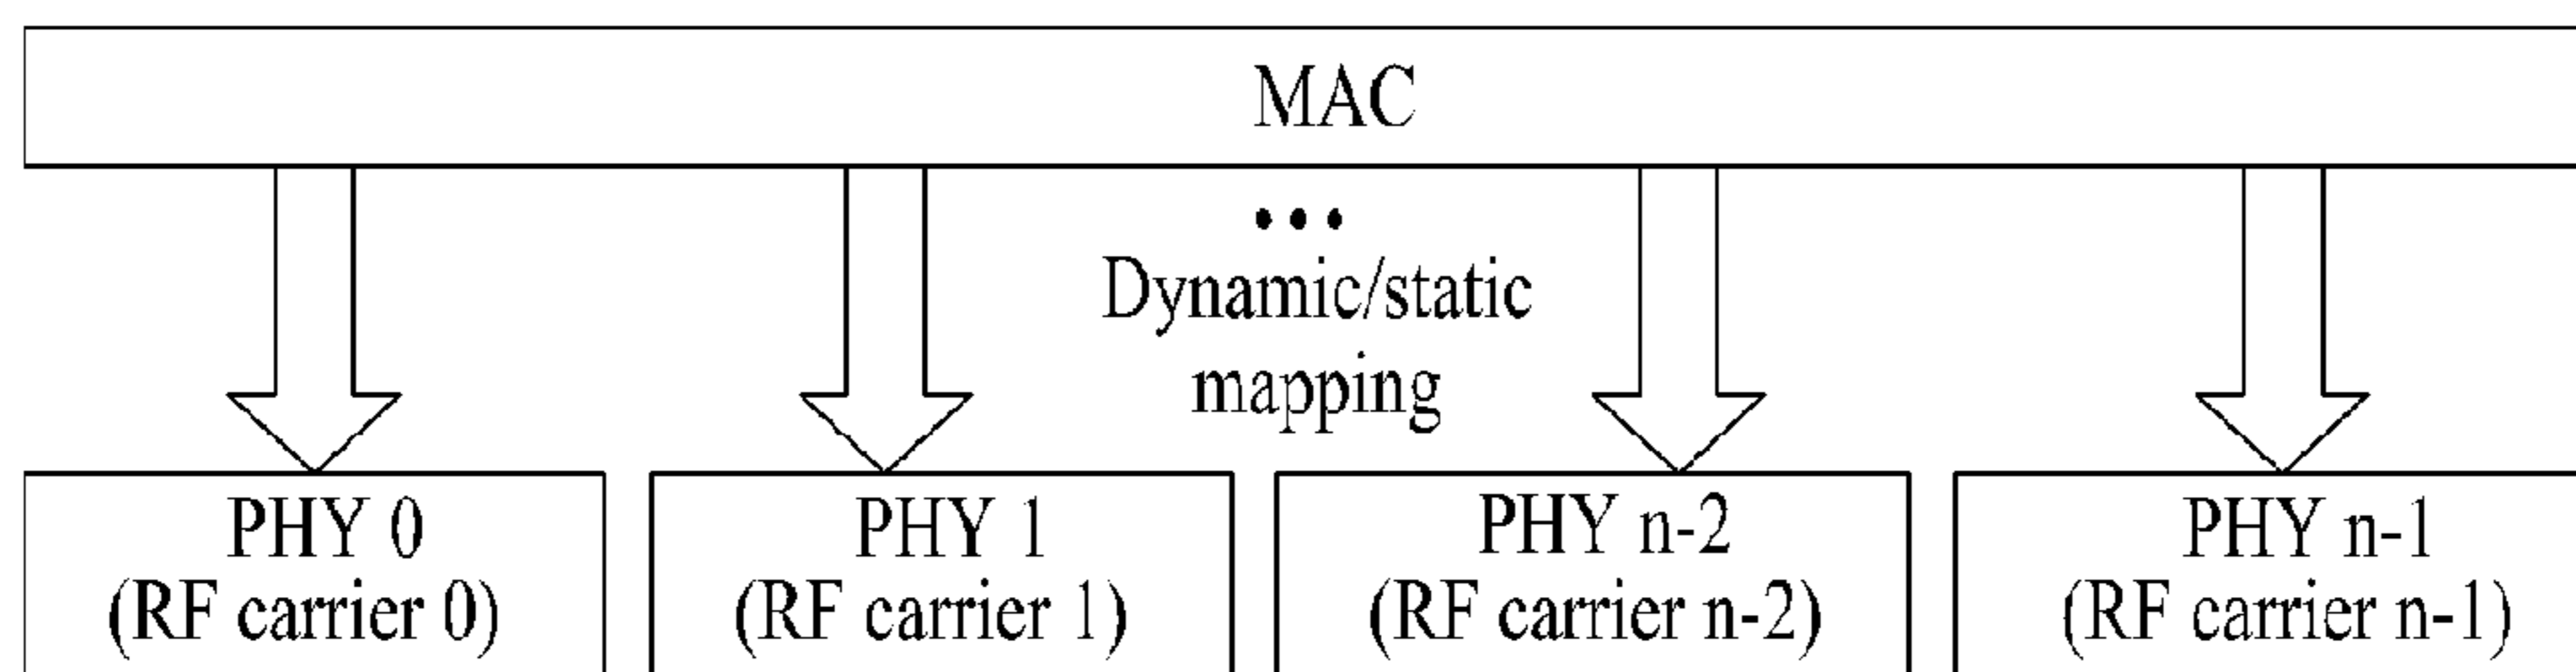 MAC
•••
Dynamic/static
mapping
PHY 0
(RF carrier 0)
PHY 1
(RF carrier 1)
PHY n-2
(RF carrier n-2)
PHY n-1
(RF carrier n-1)